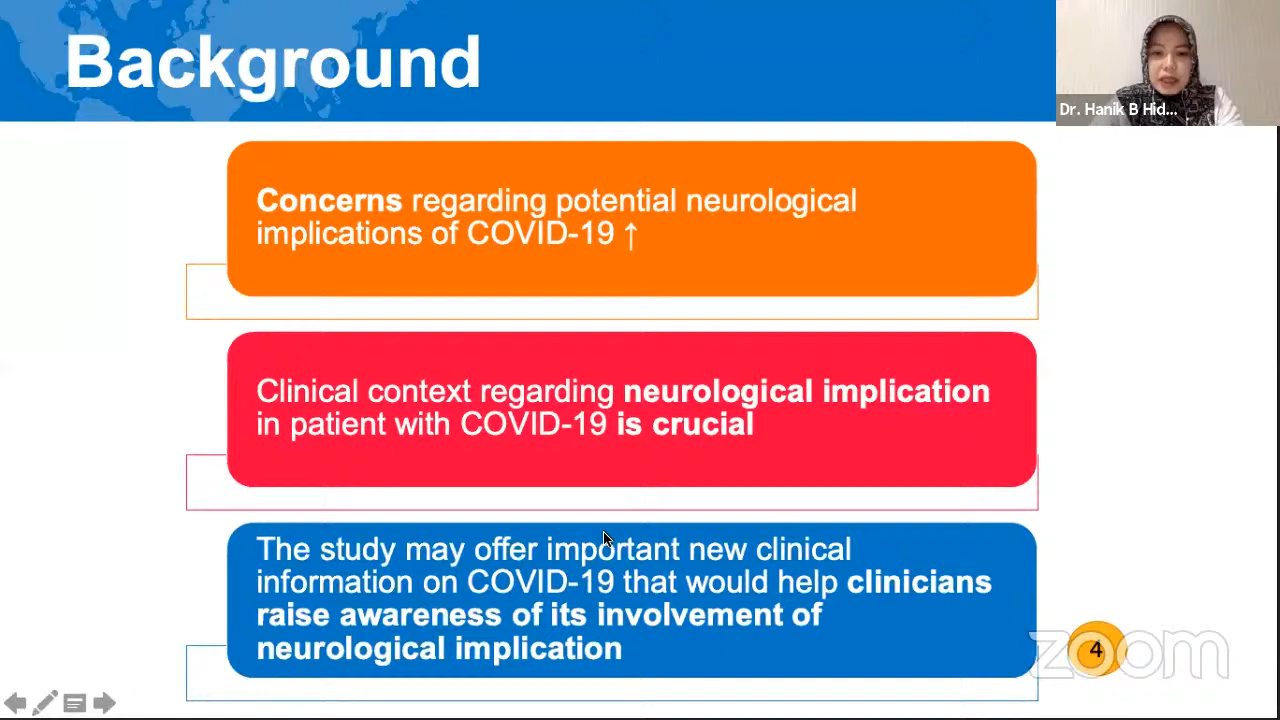 Background
Dr. Hanik B Hid...
Concerns regarding potential neurological
implications of COVID-19 ↑
Clinical context regarding neurological implication
in patient with COVID-19 is crucial
The study may offer important new clinical
information on COVID-19 that would help clinicians
raise awareness of its involvement of
neurological implication
zoom
4